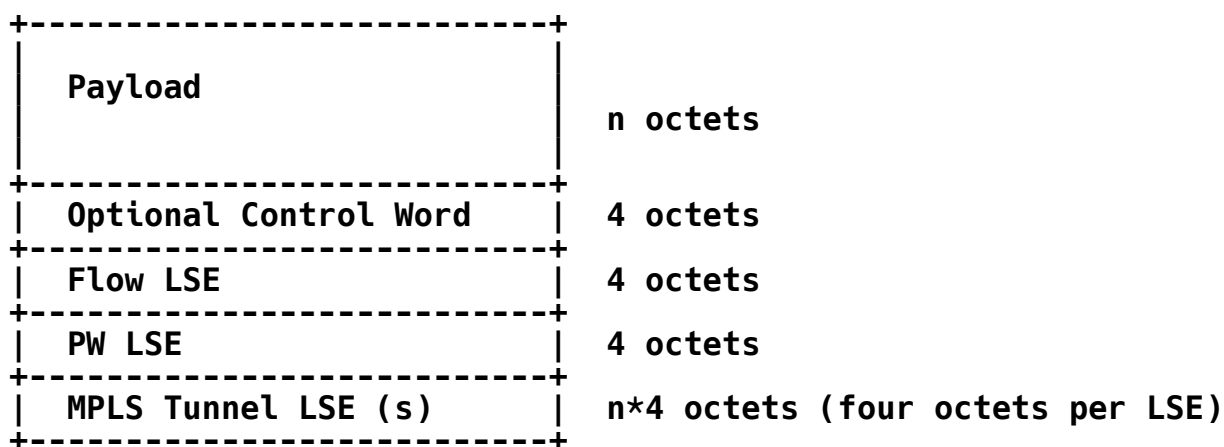 +---------------------------+
|                           |
|  Payload                  |
|                           |  n octets
|                           |
+---------------------------+
|  Optional Control Word    |  4 octets
+---------------------------+
|  Flow LSE                 |  4 octets
+---------------------------+
|  PW LSE                   |  4 octets
+---------------------------+
|  MPLS Tunnel LSE (s)      |  n*4 octets (four octets per LSE)
+---------------------------+